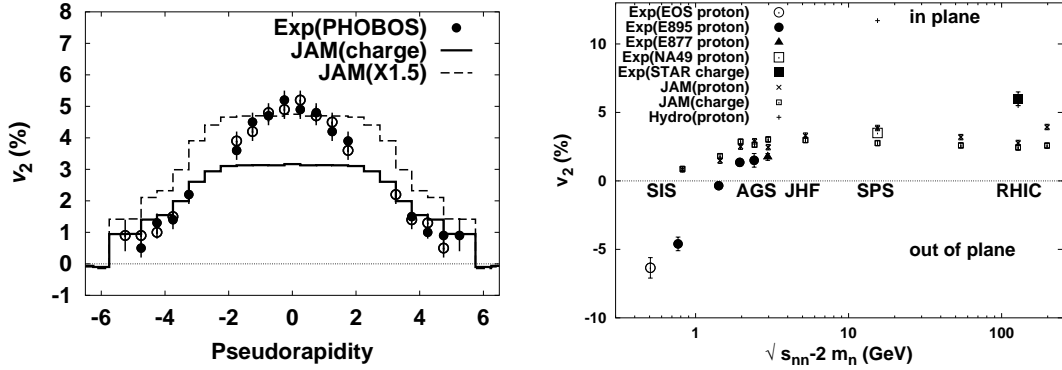 8
7
6
5
4
3
2
1
0
-1
v2 (%)
Exp(PHOBOS)
JAM(charge)
JAM(X1.5)
-6 -4 -2 0 2 4 6
Pseudorapidity
10
5
0
-5
-10
v2 (%)
Exp(EOS proton)
Exp(E895 proton)
Exp(E877 proton)
Exp(NA49 proton)
Exp(STAR charge)
JAM(proton)
JAM(charge)
Hydro(proton)
in plane
SIS AGS JHF SPS RHIC
out of plane
1 10 100
√ snn-2 mn (GeV)